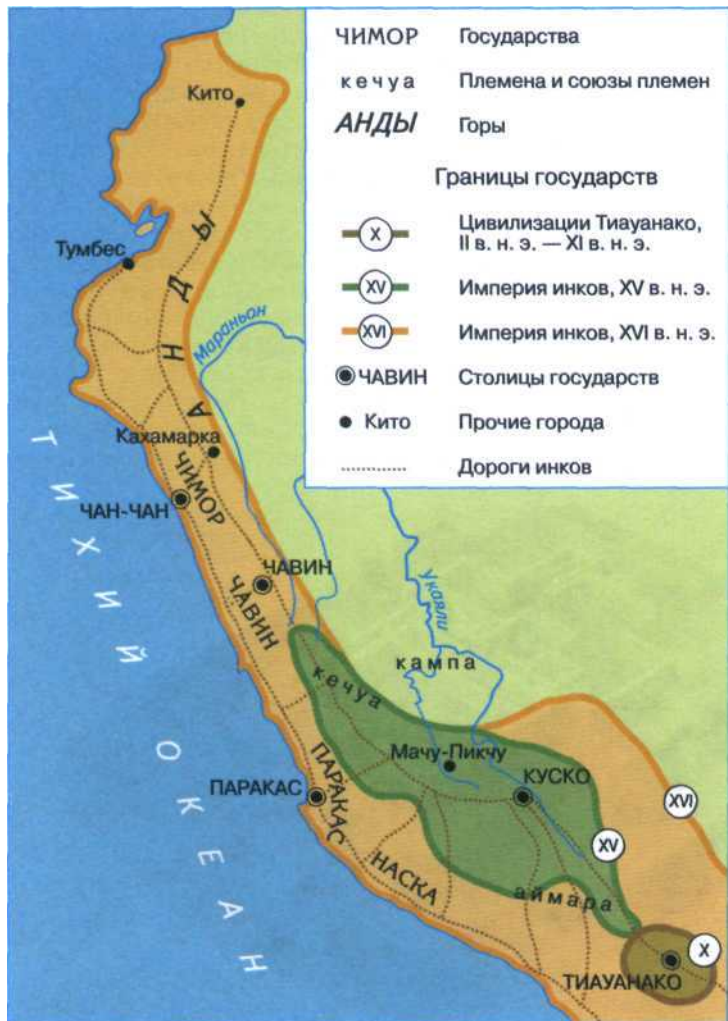 ЧИМОР Государства
кечуа Племена и союзы племен
АНДЫ Горы
Границы государств
X Цивилизации Тиауанако,
II в. н. э. — XI в. н. э.
XV Империя инков, XV в. н. э.
XVI Империя инков, XVI в. н. э.
ЧАВИН Столицы государств
Кито Прочие города
Дороги инков
Кито
Тумбес
АНДЫ
Мараньон
Кахамарка
ЧИМОР
ЧАН-ЧАН
ТИХИЙ ОКЕАН
ЧАВИН
ЧАВИН
Укаяли
кампа
кечуа
Мачу-Пикчу
КУСКО
ПАРАКАС
ПАРАКАС
XVI
XV
НАСКА
аймара
X
ТИАУАНАКО